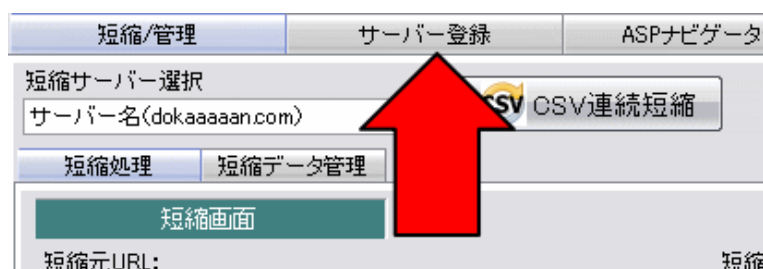 短縮/管理 サーバー登録 ASPナビゲータ
短縮サーバー選択
サーバー名(dokaaaaan.com) CSV CSV連続短縮
短縮処理 短縮データ管理
短縮画面
短縮元URL: 短縮